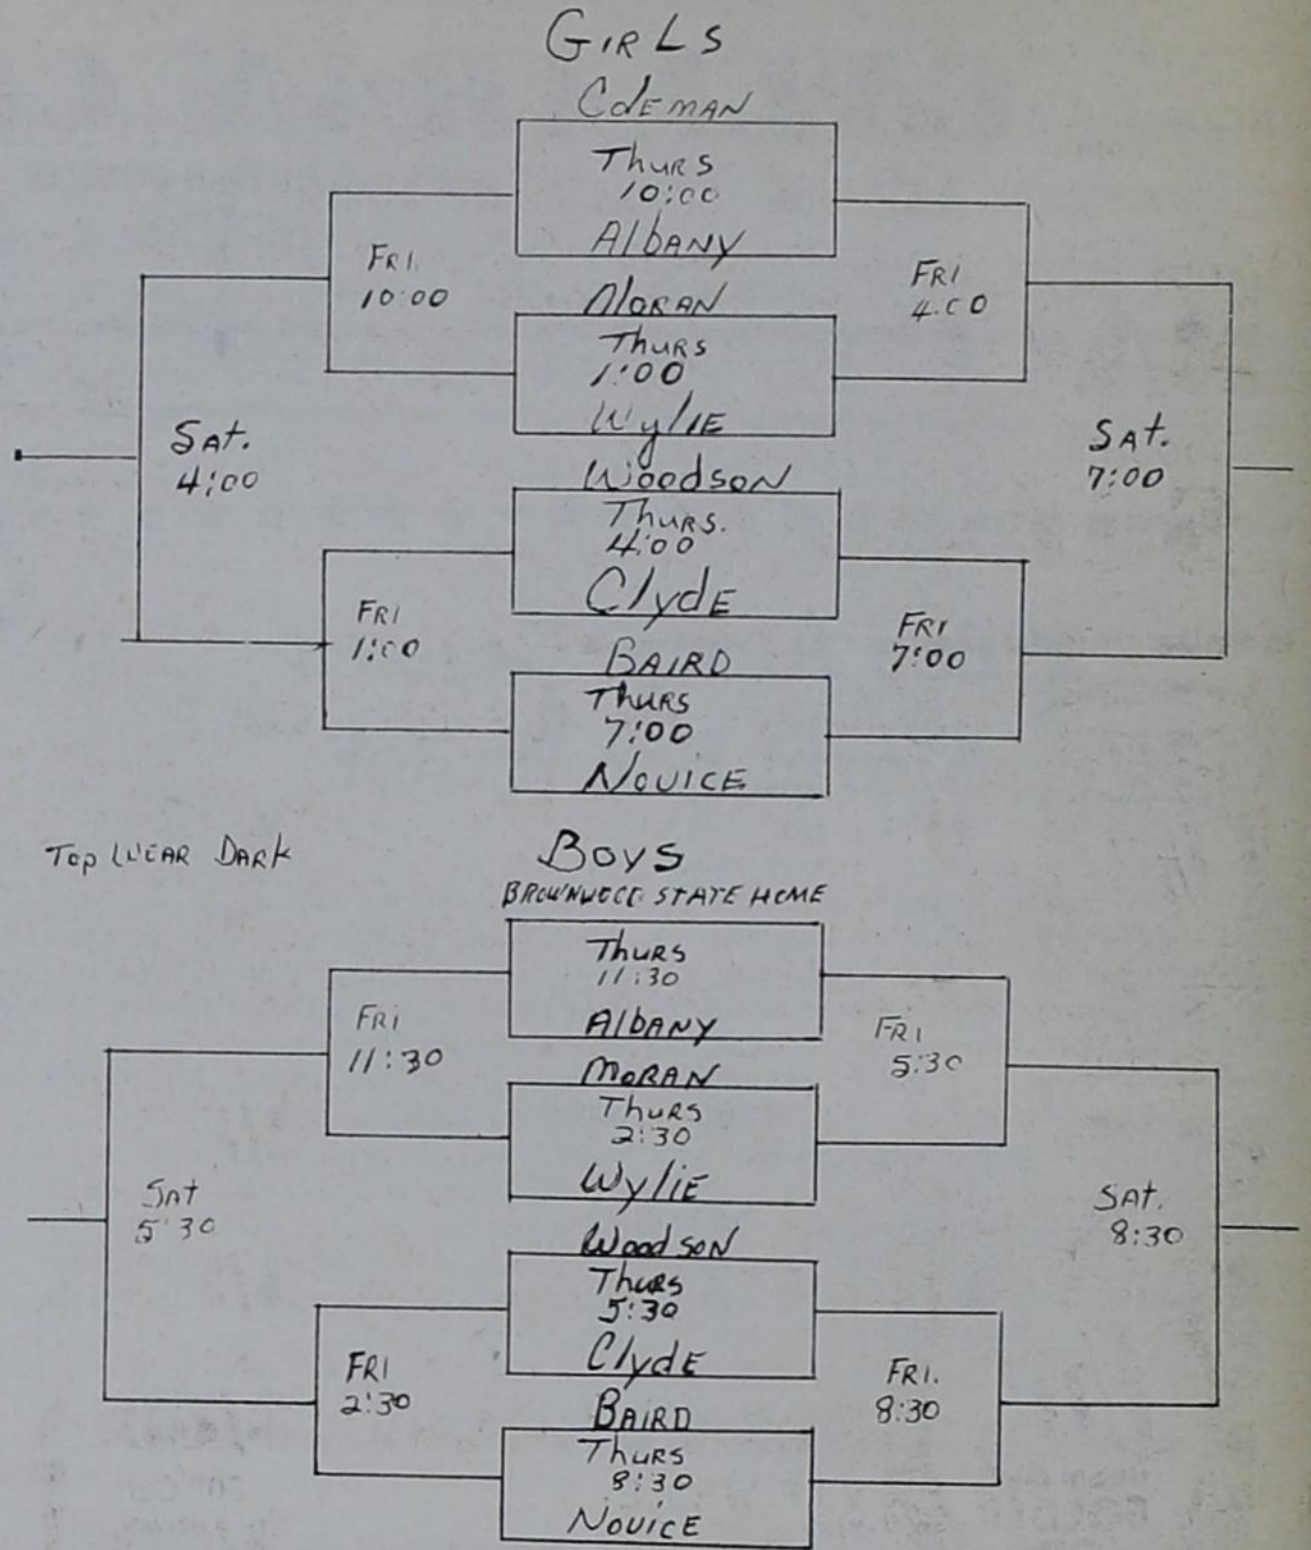 GIRLS
COLEMAN
Thurs
10:00
AlbANY
FRI.
10:00
FRI
4:00
MORAN
Thurs
1:00
WyliE
SAt.
4:00
SAt.
7:00
WoodsoN
Thurs.
4:00
ClydE
FRI
1:00
FRI
7:00
BAIRD
Thurs
7:00
NOVICE
Top WEAR DARK
Boys
BROWNWOOD STATE HOME
Thurs
11:30
AlbANY
FRI
11:30
FRI
5:30
MORAN
Thurs
2:30
WyliE
SAt
5:30
SAt.
8:30
WoodsoN
Thurs
5:30
ClydE
FRI
2:30
FRI.
8:30
BAIRD
Thurs
8:30
NOVICE